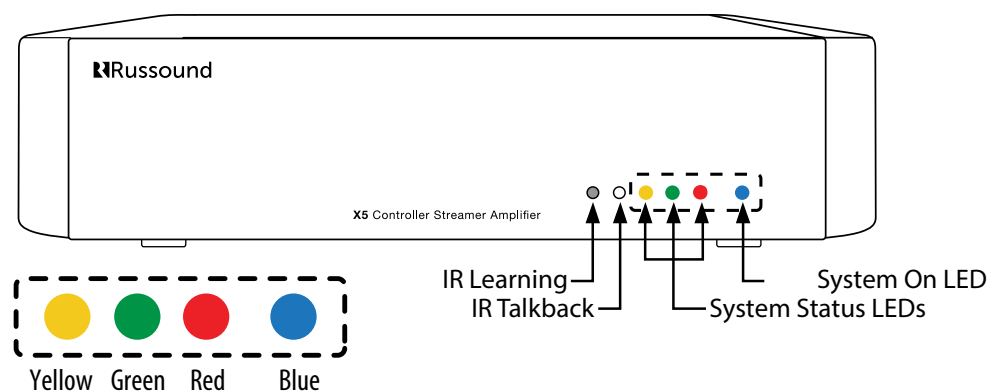 Russound
X5 Controller Streamer Amplifier
IR Learning
System On LED
IR Talkback
System Status LEDs
Yellow Green Red Blue